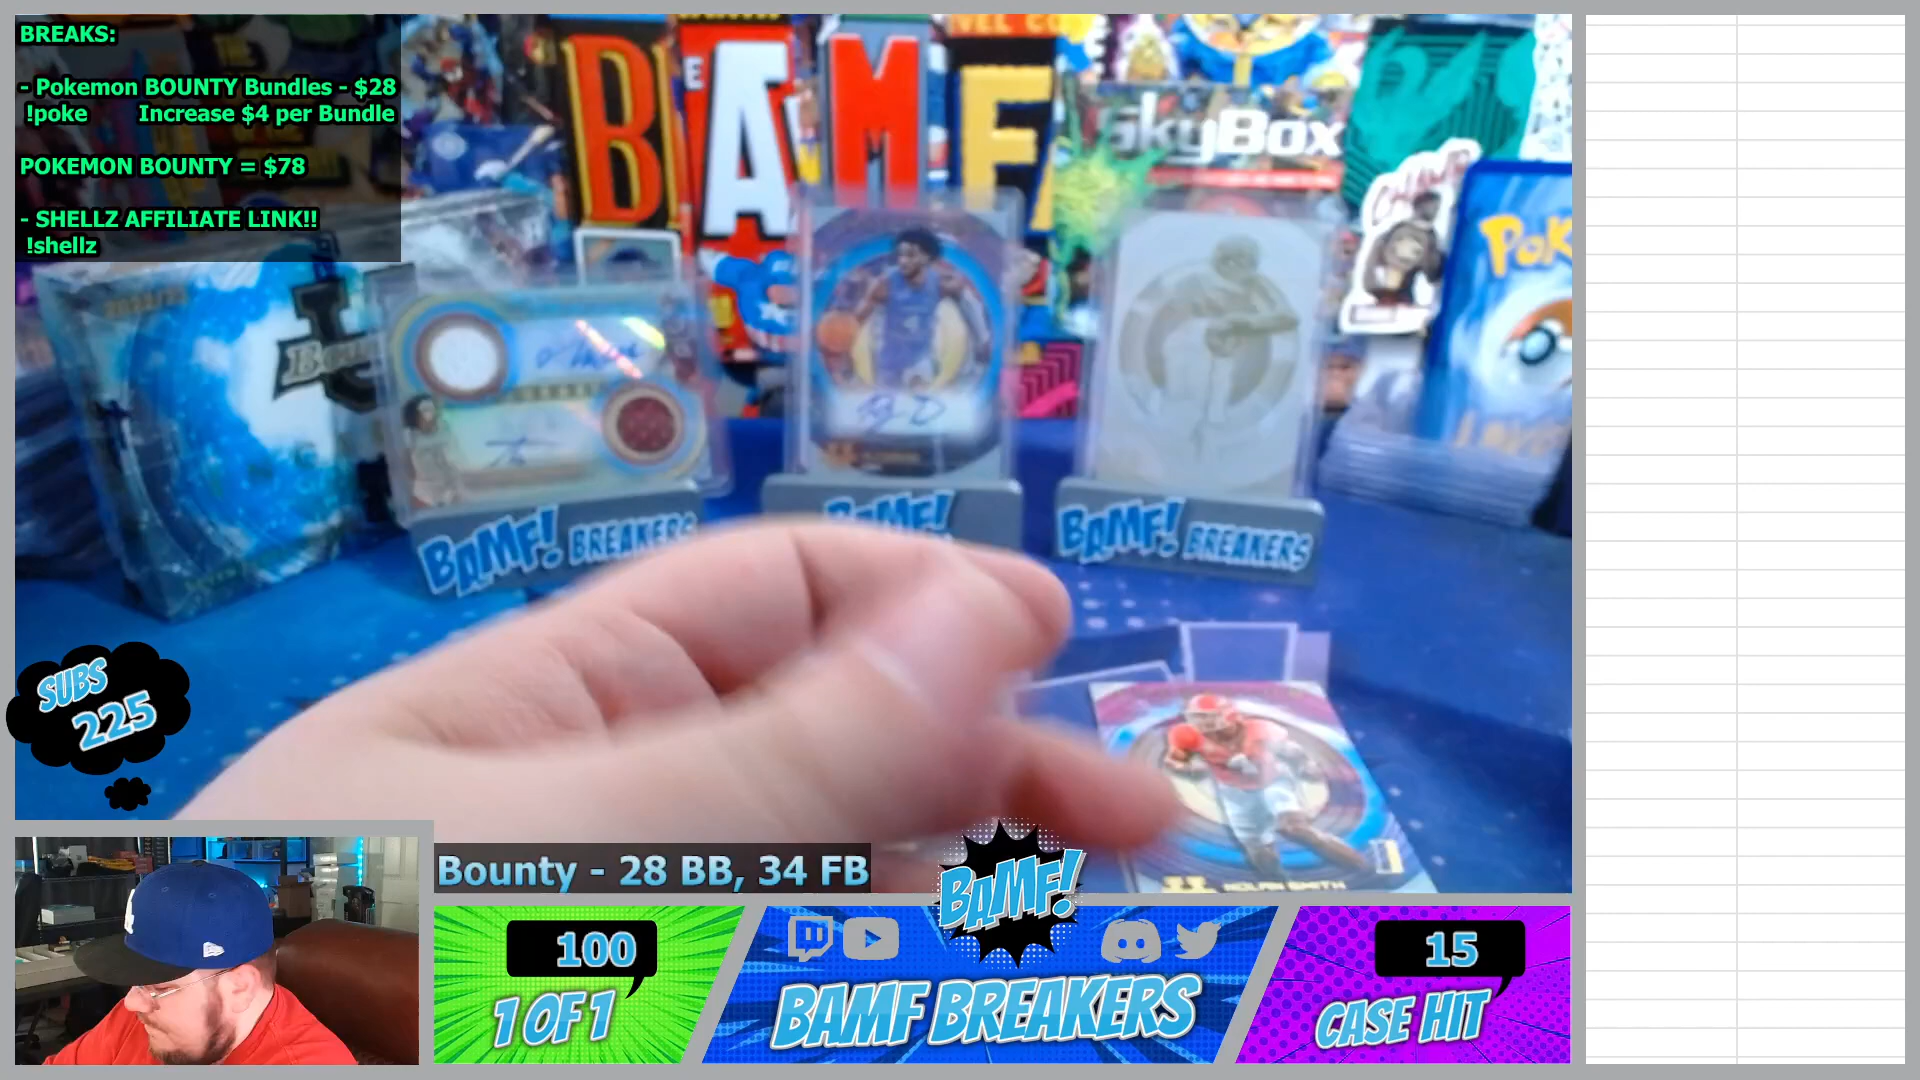 BREAKS:
- Pokemon BOUNTY Bundles - $28
!poke Increase $4 per Bundle
POKEMON BOUNTY = $78
- SHELLZ AFFILIATE LINK!!
!shellz
BAMF
SkyBox
BAMF! BREAKERS
BAMF!
BAMF! BREAKERS
SUBS
225
NOLAN SMITH
Bounty - 28 BB, 34 FB
BAMF!
100
1 OF 1
BAMF BREAKERS
15
CASE HIT